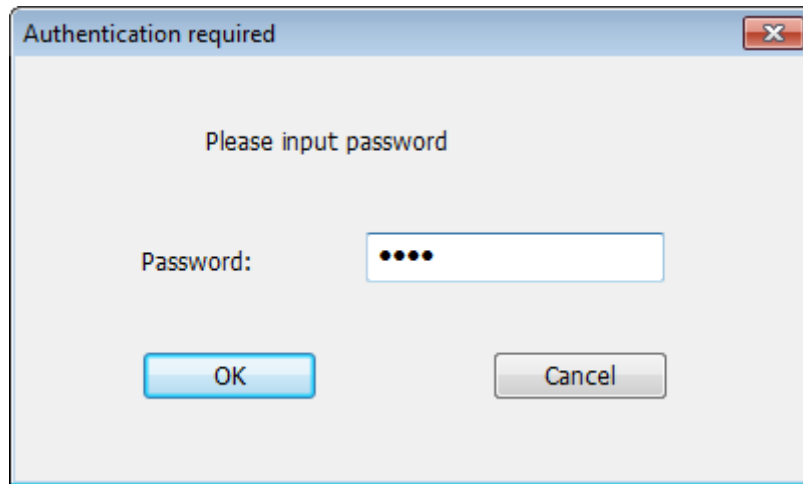 Authentication required
Please input password
Password: ••••
OK Cancel